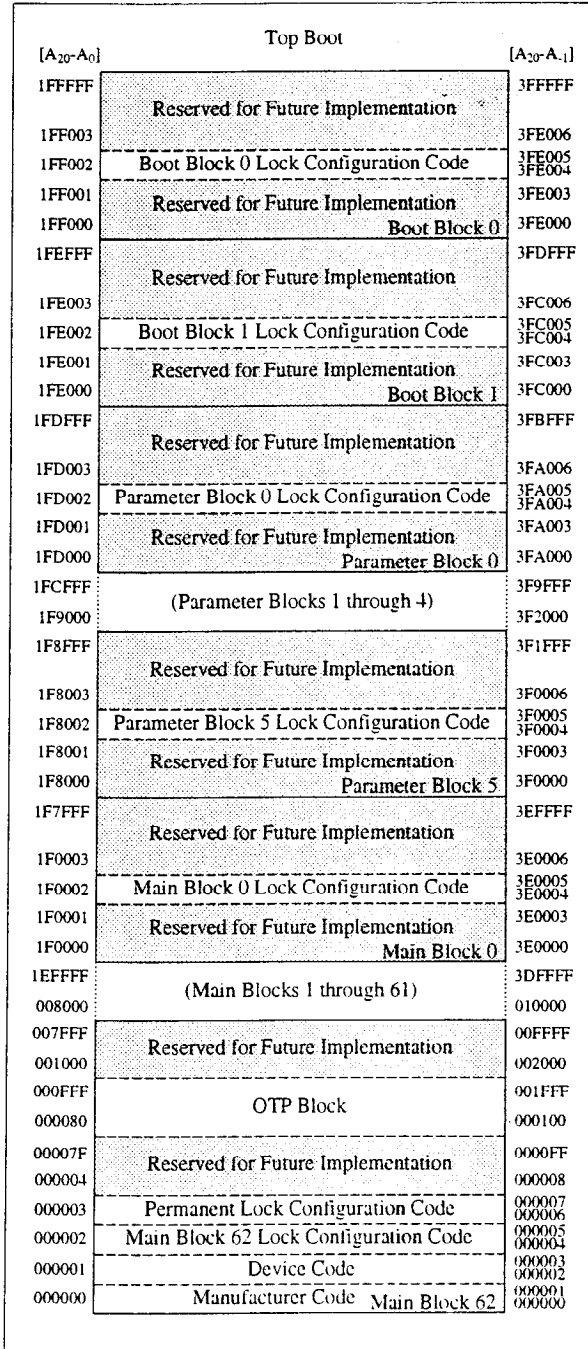 Top Boot
[A20-A0] [A20-A-1]
1FFFFF 3FFFFF
Reserved for Future Implementation
1FF003 3FE006
1FF002 Boot Block 0 Lock Configuration Code 3FE005
3FE004
1FF001 3FE003
Reserved for Future Implementation
1FF000 Boot Block 0 3FE000
1FEFFF 3FDFFF
Reserved for Future Implementation
1FE003 3FC006
1FE002 Boot Block 1 Lock Configuration Code 3FC005
3FC004
1FE001 3FC003
Reserved for Future Implementation
1FE000 Boot Block 1 3FC000
1FDFFF 3FBFFF
Reserved for Future Implementation
1FD003 3FA006
1FD002 Parameter Block 0 Lock Configuration Code 3FA005
3FA004
1FD001 3FA003
Reserved for Future Implementation
1FD000 Parameter Block 0 3FA000
1FCFFF 3F9FFF
(Parameter Blocks 1 through 4)
1F9000 3F2000
1F8FFF 3F1FFF
Reserved for Future Implementation
1F8003 3F0006
1F8002 Parameter Block 5 Lock Configuration Code 3F0005
3F0004
1F8001 3F0003
Reserved for Future Implementation
1F8000 Parameter Block 5 3F0000
1F7FFF 3EFFFF
Reserved for Future Implementation
1F0003 3E0006
1F0002 Main Block 0 Lock Configuration Code 3E0005
3E0004
1F0001 3E0003
Reserved for Future Implementation
1F0000 Main Block 0 3E0000
1EFFFF 3DFFFF
(Main Blocks 1 through 61)
008000 010000
007FFF 00FFFF
Reserved for Future Implementation
001000 002000
000FFF 001FFF
OTP Block
000080 000100
00007F 0000FF
Reserved for Future Implementation
000004 000008
000003 Permanent Lock Configuration Code 000007
000006
000002 Main Block 62 Lock Configuration Code 000005
000004
000001 Device Code 000003
000002
000000 Manufacturer Code Main Block 62 000001
000000